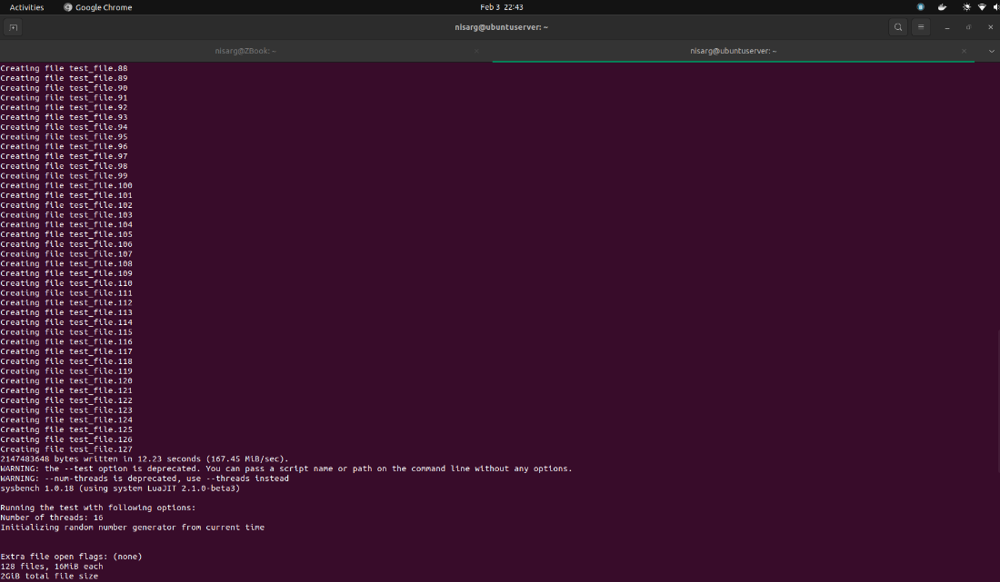 Activities Google Chrome Feb 3 22:43
nisarg@ubuntuserver: ~
nisarg@ZBook: ~ nisarg@ubuntuserver: ~
Creating file test_file.88
Creating file test_file.89
Creating file test_file.90
Creating file test_file.91
Creating file test_file.92
Creating file test_file.93
Creating file test_file.94
Creating file test_file.95
Creating file test_file.96
Creating file test_file.97
Creating file test_file.98
Creating file test_file.99
Creating file test_file.100
Creating file test_file.101
Creating file test_file.102
Creating file test_file.103
Creating file test_file.104
Creating file test_file.105
Creating file test_file.106
Creating file test_file.107
Creating file test_file.108
Creating file test_file.109
Creating file test_file.110
Creating file test_file.111
Creating file test_file.112
Creating file test_file.113
Creating file test_file.114
Creating file test_file.115
Creating file test_file.116
Creating file test_file.117
Creating file test_file.118
Creating file test_file.119
Creating file test_file.120
Creating file test_file.121
Creating file test_file.122
Creating file test_file.123
Creating file test_file.124
Creating file test_file.125
Creating file test_file.126
Creating file test_file.127
2147483648 bytes written in 12.23 seconds (167.45 MiB/sec).
WARNING: the --test option is deprecated. You can pass a script name or path on the command line without any options.
WARNING: --num-threads is deprecated, use --threads instead
sysbench 1.0.18 (using system LuaJIT 2.1.0-beta3)
Running the test with following options:
Number of threads: 16
Initializing random number generator from current time
Extra file open flags: (none)
128 files, 16MiB each
2GiB total file size